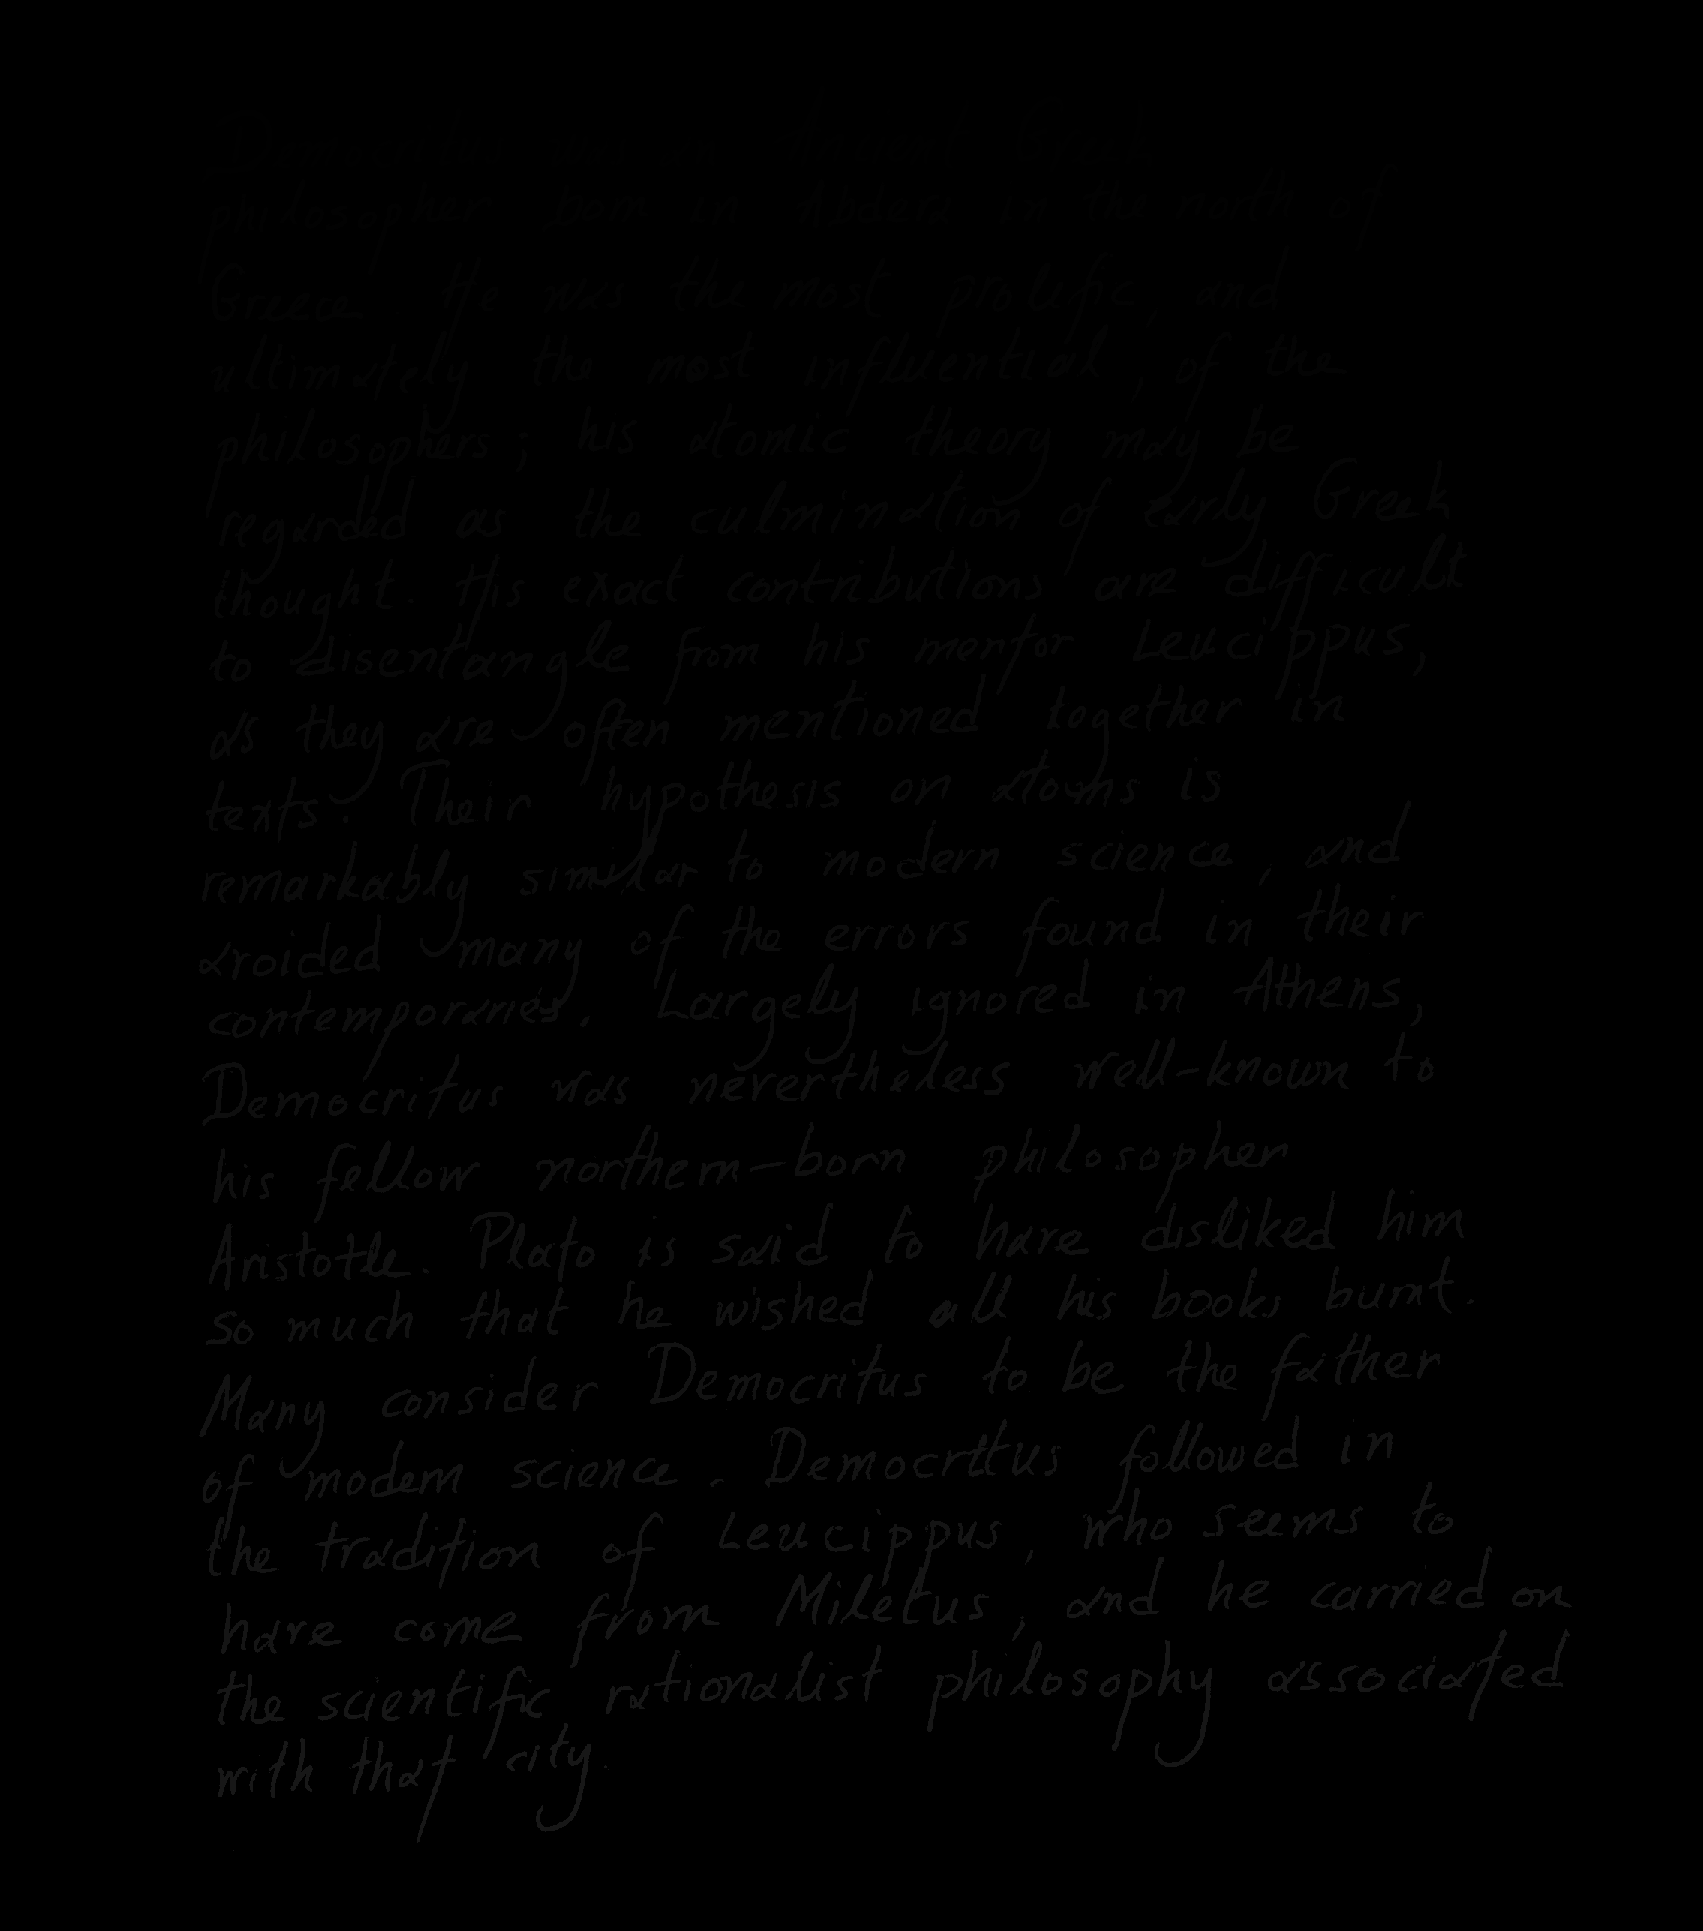 Democritus was an Ancient Greek
philosopher born in Abdera in the north of
Greece. He was the most prolific, and
ultimately the most influential, of the
philosophers; his atomic theory may be
regarded as the culmination of early Greek
thought. His exact contributions are difficult
to disentangle from his mentor Leucippus,
as they are often mentioned together in
texts. Their hypothesis on atoms is
remarkably similar to modern science, and
avoided many of the errors found in their
contemporaries. Largely ignored in Athens,
Democritus was nevertheless well-known to
his fellow northern-born philosopher
Aristotle. Plato is said to have disliked him
so much that he wished all his books burnt.
Many consider Democritus to be the father
of modern science. Democritus followed in
the tradition of Leucippus, who seems to
have come from Miletus, and he carried on
the scientific rationalist philosophy associated
with that city.